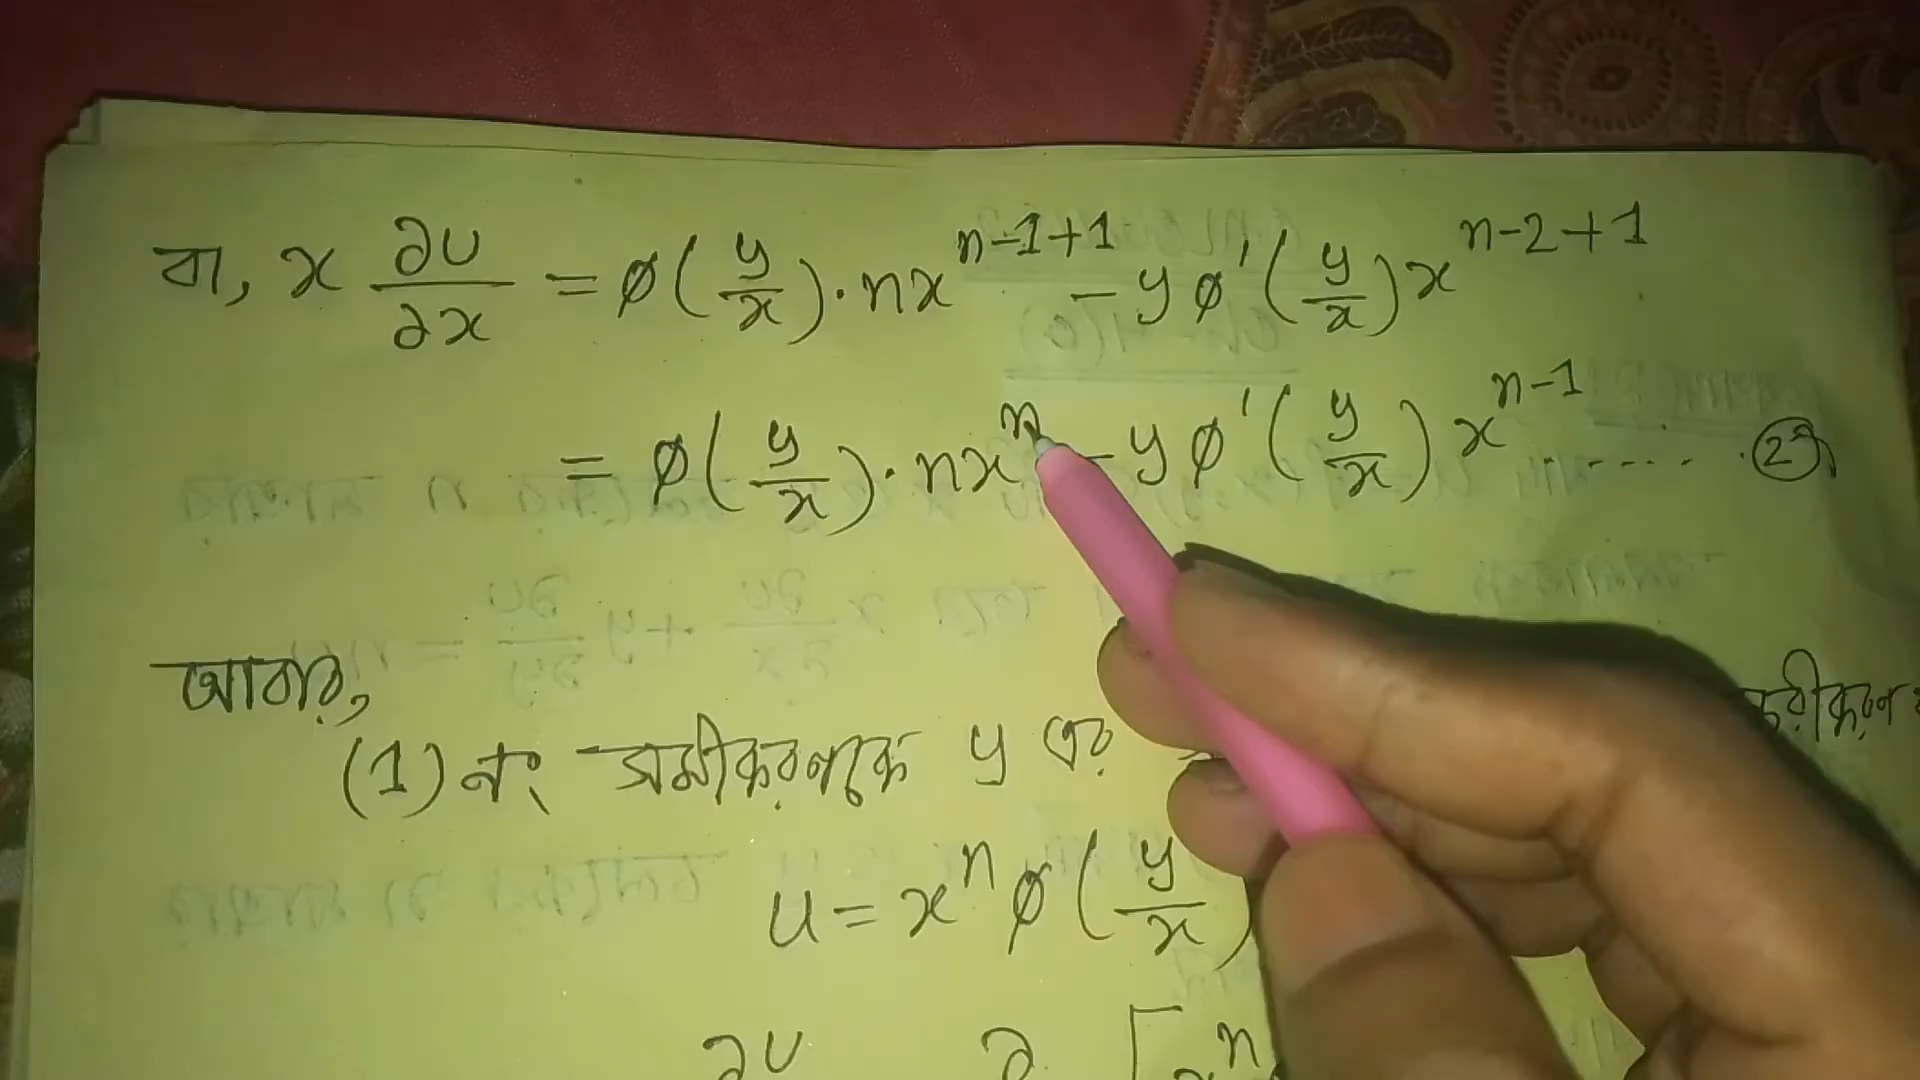 বা, x ∂u/∂x = φ(y/x)·nx^{n-1+1} - yφ'(y/x)x^{n-2+1}
= φ(y/x)·nx^n - yφ'(y/x)x^{n-1} ........ (2)
আবার,
(1) নং সমীকরণকে y এর
u = x^n φ(y/x)
∂u ∂ [x^n